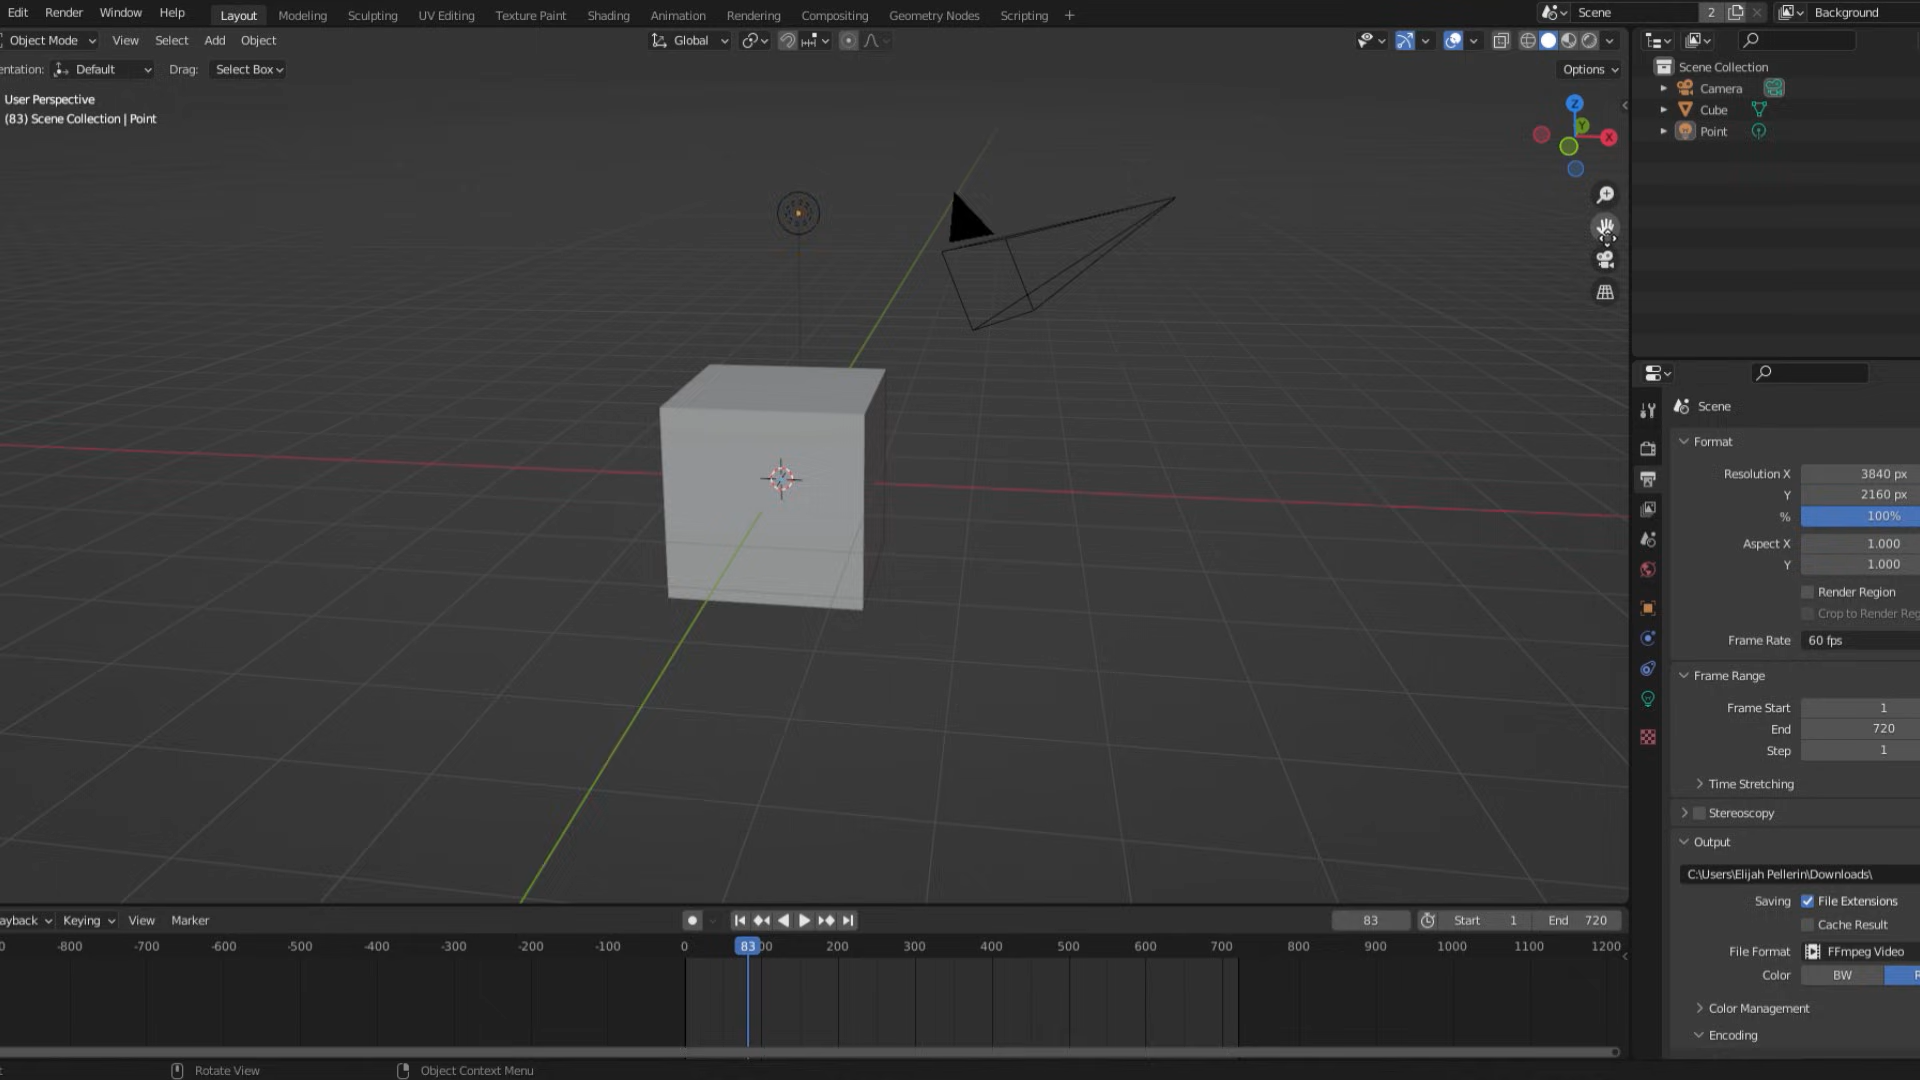 Edit Render Window Help Layout Modeling Sculpting UV Editing Texture Paint Shading Animation Rendering Compositing Geometry Nodes Scripting + Scene 2 Background
Object Mode View Select Add Object Global
entation: Default Drag: Select Box Options
User Perspective
(83) Scene Collection | Point
Z
Y
X
Scene Collection
Camera
Cube
Point
Scene
Format
Resolution X 3840 px
Y 2160 px
% 100%
Aspect X 1.000
Y 1.000
Render Region
Crop to Render Reg
Frame Rate 60 fps
Frame Range
Frame Start 1
End 720
Step 1
Time Stretching
Stereoscopy
Output
C:\Users\Elijah Pellerin\Downloads\
Saving File Extensions
Cache Result
File Format FFmpeg Video
Color BW R
Color Management
Encoding
ayback Keying View Marker 83 Start 1 End 720
0 -800 -700 -600 -500 -400 -300 -200 -100 0 83 00 200 300 400 500 600 700 800 900 1000 1100 1200
t Rotate View Object Context Menu